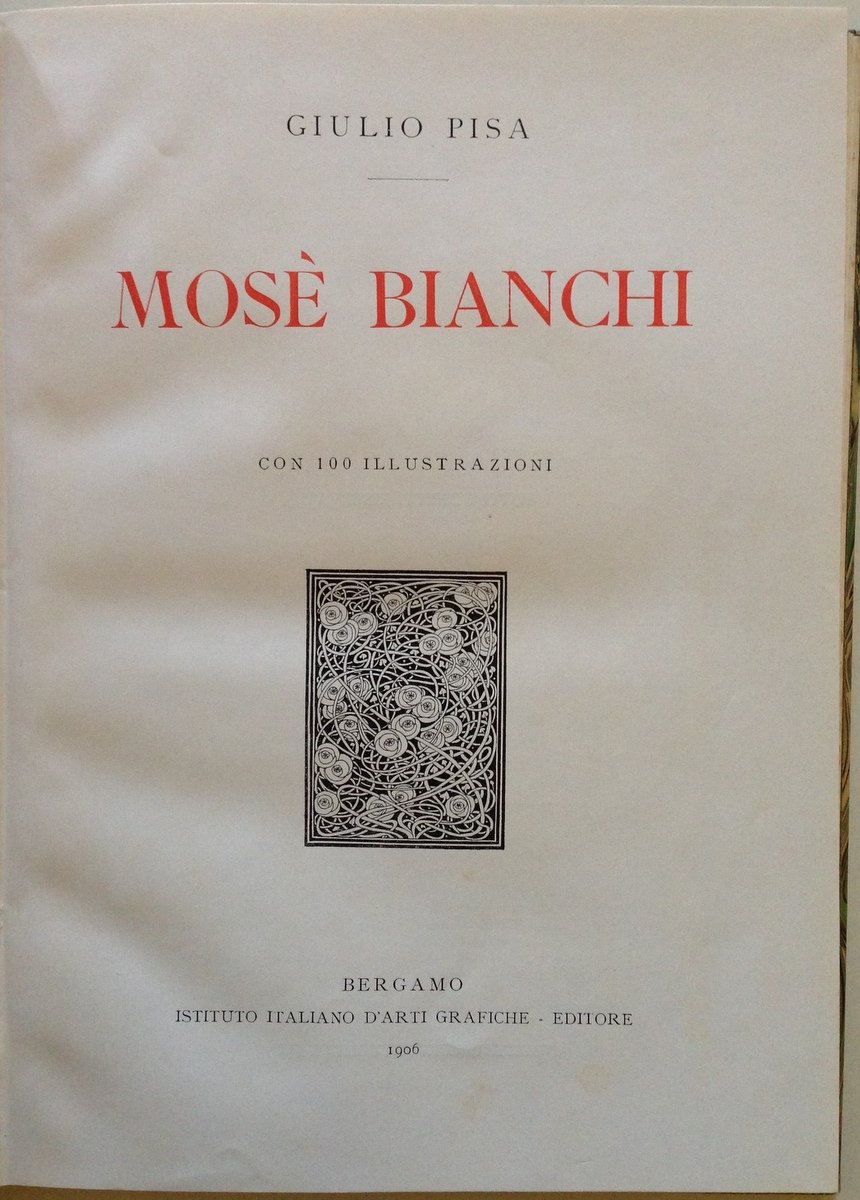 GIULIO PISA
MOSÈ BIANCHI
CON 100 ILLUSTRAZIONI
BERGAMO
ISTITUTO ITALIANO D'ARTI GRAFICHE - EDITORE
1906